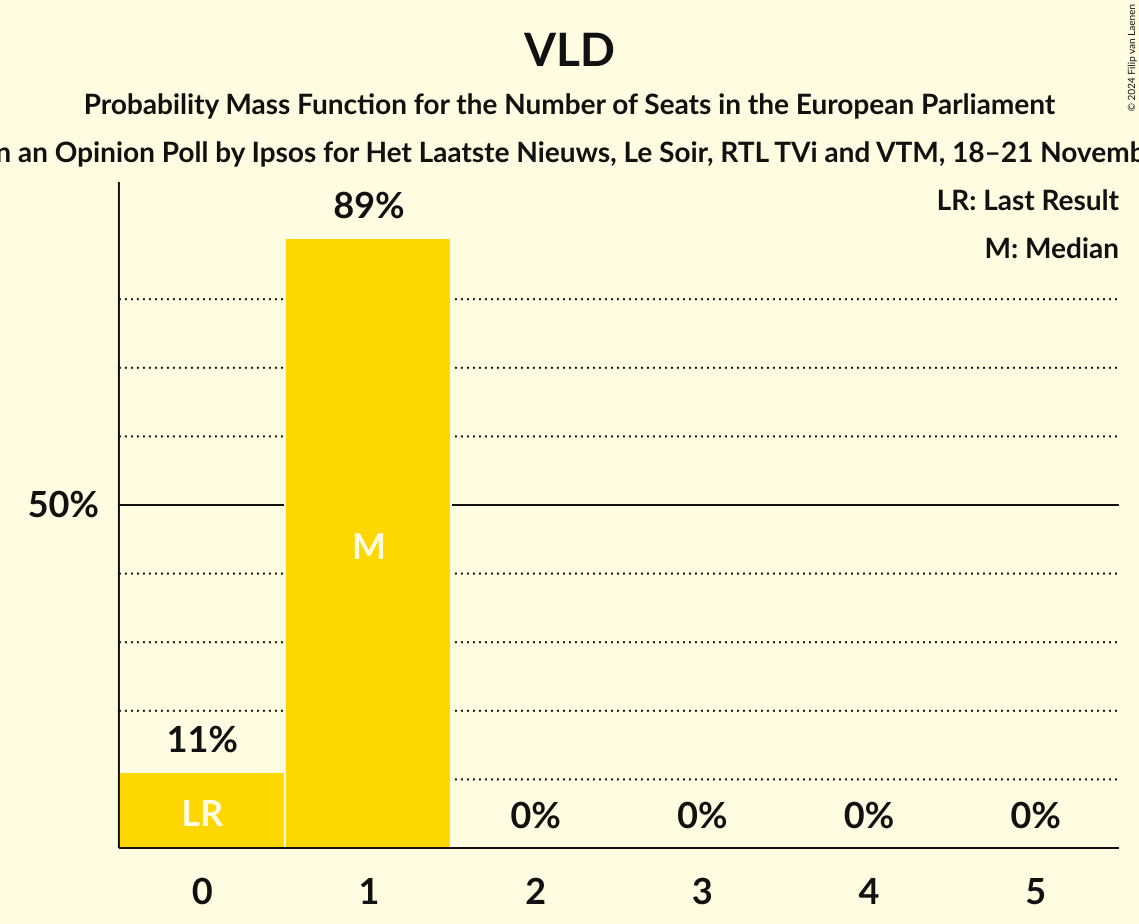 VLD
Probability Mass Function for the Number of Seats in the European Parliament
an Opinion Poll by Ipsos for Het Laatste Nieuws, Le Soir, RTL TVi and VTM, 18–21
© 2024 Filip van Laenen
LR: Last Result
M: Median
89%
50%
M
11%
LR
0% 0% 0% 0%
0 1 2 3 4 5